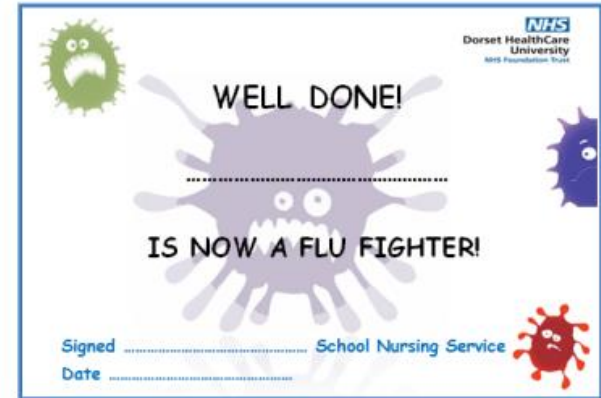 NHS
Dorset HealthCare
University
NHS Foundation Trust
WELL DONE!
................................................
IS NOW A FLU FIGHTER!
Signed ................................................ School Nursing Service
Date ................................................